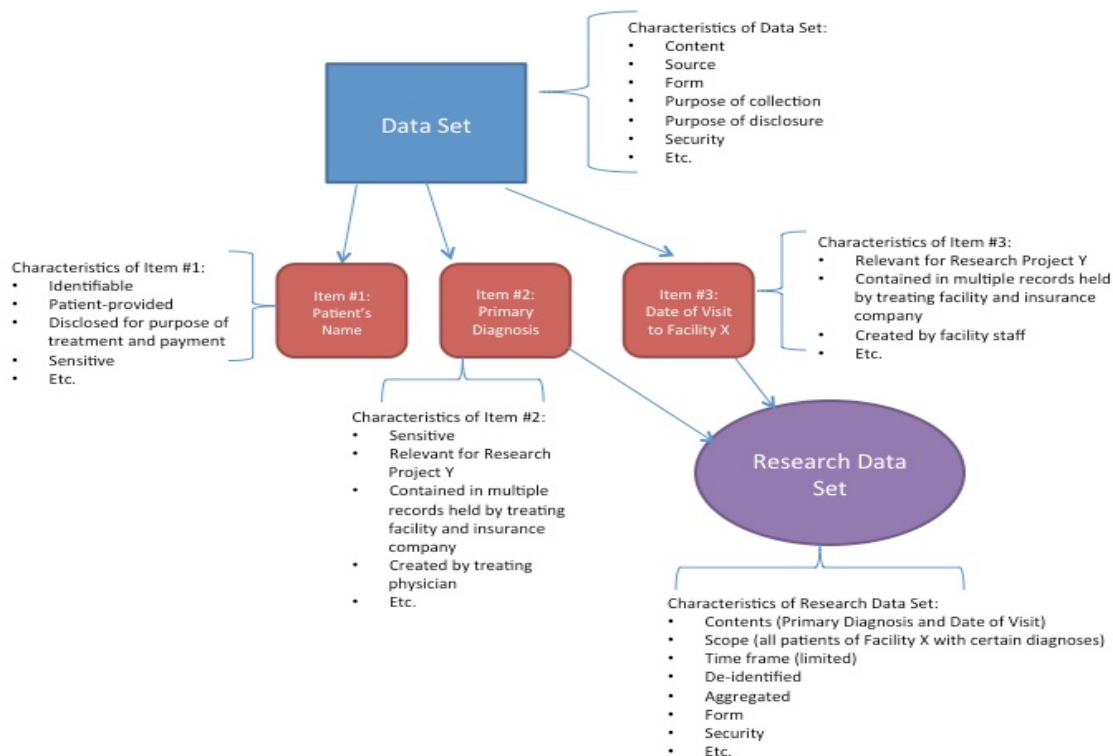 Characteristics of Data Set:
• Content
• Source
• Form
• Purpose of collection
• Purpose of disclosure
• Security
• Etc.
Data Set
Characteristics of Item #1:
• Identifiable
• Patient-provided
• Disclosed for purpose of
treatment and payment
• Sensitive
• Etc.
Item #1:
Patient's
Name
Item #2:
Primary
Diagnosis
Item #3:
Date of Visit
to Facility X
Characteristics of Item #3:
• Relevant for Research Project Y
• Contained in multiple records held
by treating facility and insurance
company
• Created by facility staff
• Etc.
Characteristics of Item #2:
• Sensitive
• Relevant for Research
Project Y
• Contained in multiple
records held by treating
facility and insurance
company
• Created by treating
physician
• Etc.
Research Data
Set
Characteristics of Research Data Set:
• Contents (Primary Diagnosis and Date of Visit)
• Scope (all patients of Facility X with certain diagnoses)
• Time frame (limited)
• De-identified
• Aggregated
• Form
• Security
• Etc.